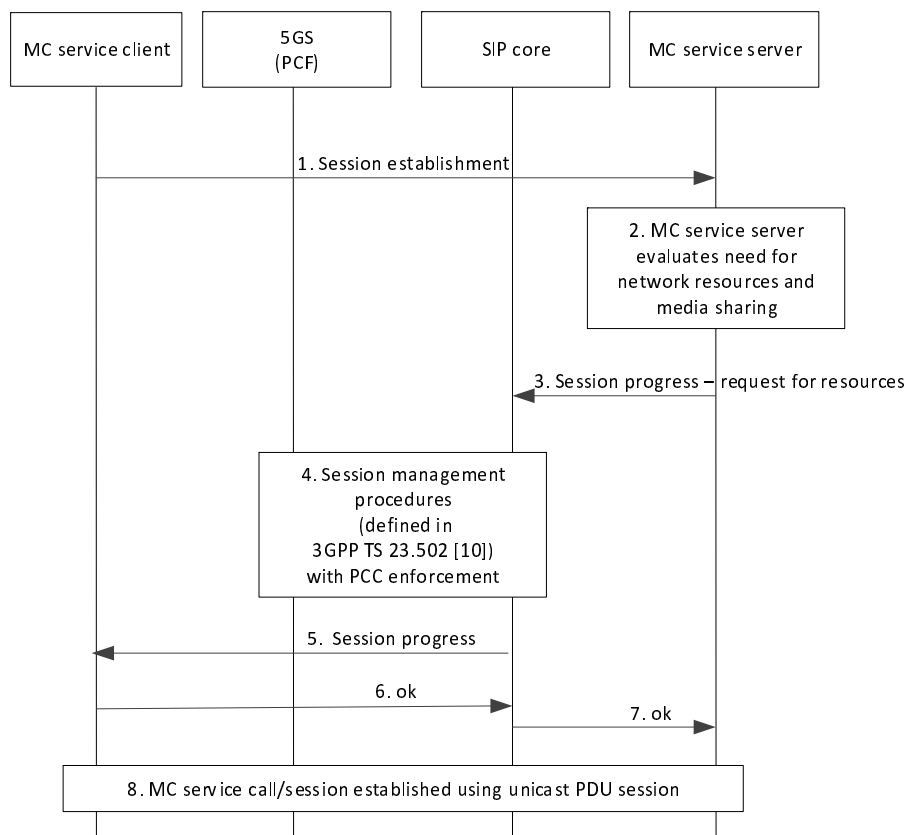 MC service client
5GS
(PCF)
SIP core
MC service server
1. Session establishment
2. MC service server
evaluates need for
network resources and
media sharing
3. Session progress – request for resources
4. Session management
procedures
(defined in
3GPP TS 23.502 [10])
with PCC enforcement
5. Session progress
6. ok
7. ok
8. MC service call/session established using unicast PDU session